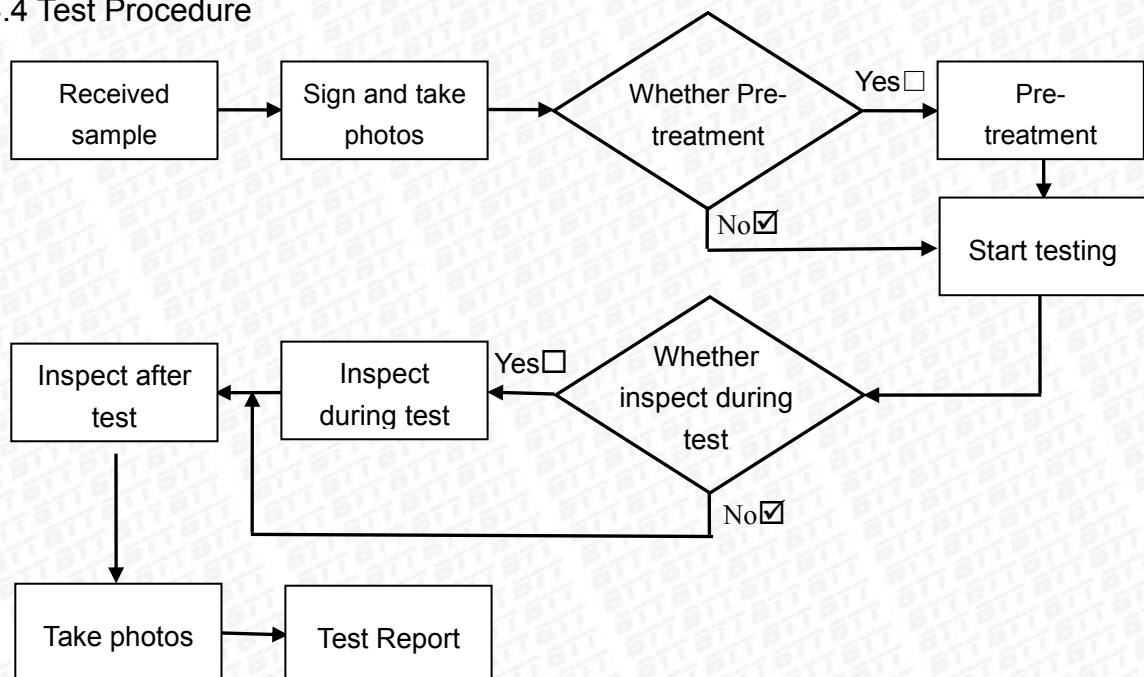 .4 Test Procedure
Received
sample
Sign and take
photos
Whether Pre-
treatment
Yes☐
Pre-
treatment
No☑
Start testing
Whether
inspect during
test
Yes☐
Inspect
during test
Inspect after
test
No☑
Take photos
Test Report